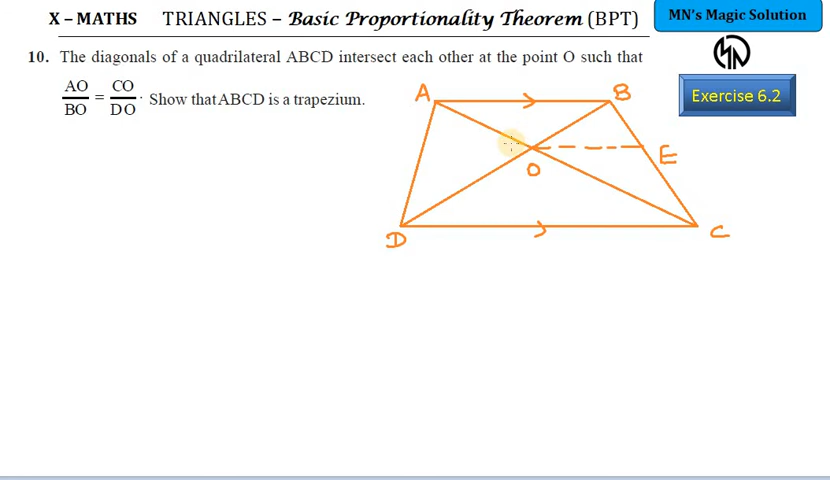 X – MATHS TRIANGLES – Basic Proportionality Theorem (BPT)
MN's Magic Solution
MN
Exercise 6.2
10. The diagonals of a quadrilateral ABCD intersect each other at the point O such that
AO/BO = CO/DO. Show that ABCD is a trapezium.
A
B
E
O
D
C